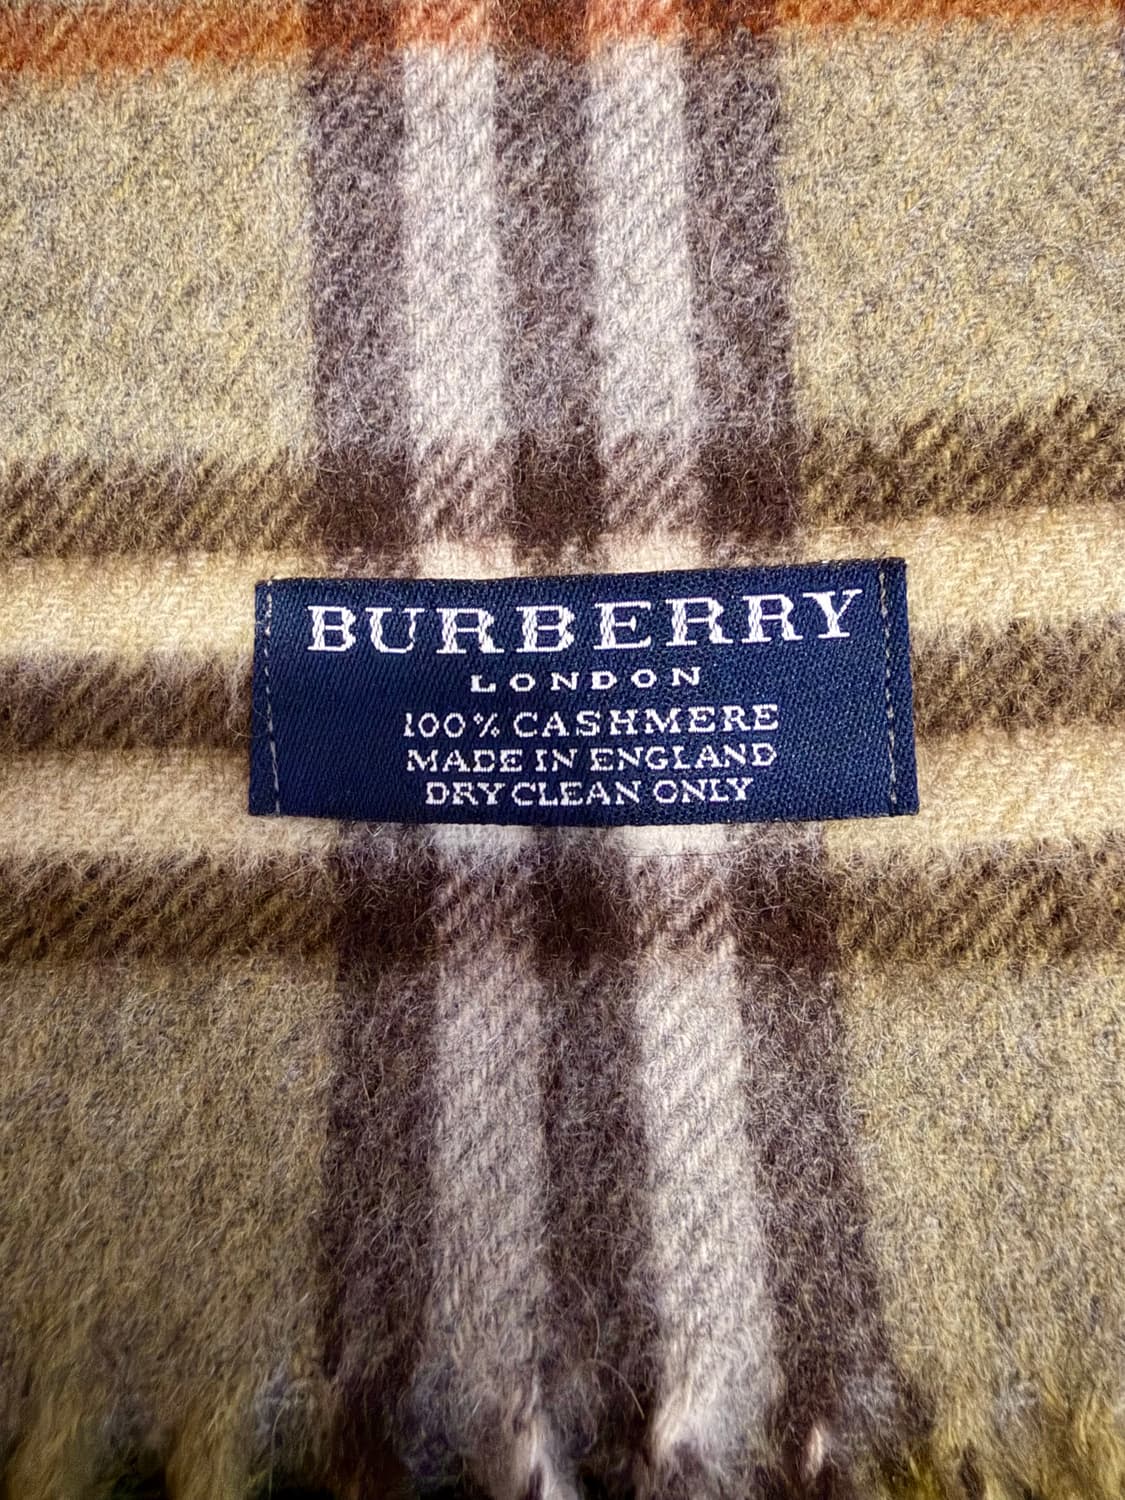 BURBERRY
LONDON
100% CASHMERE
MADE IN ENGLAND
DRY CLEAN ONLY